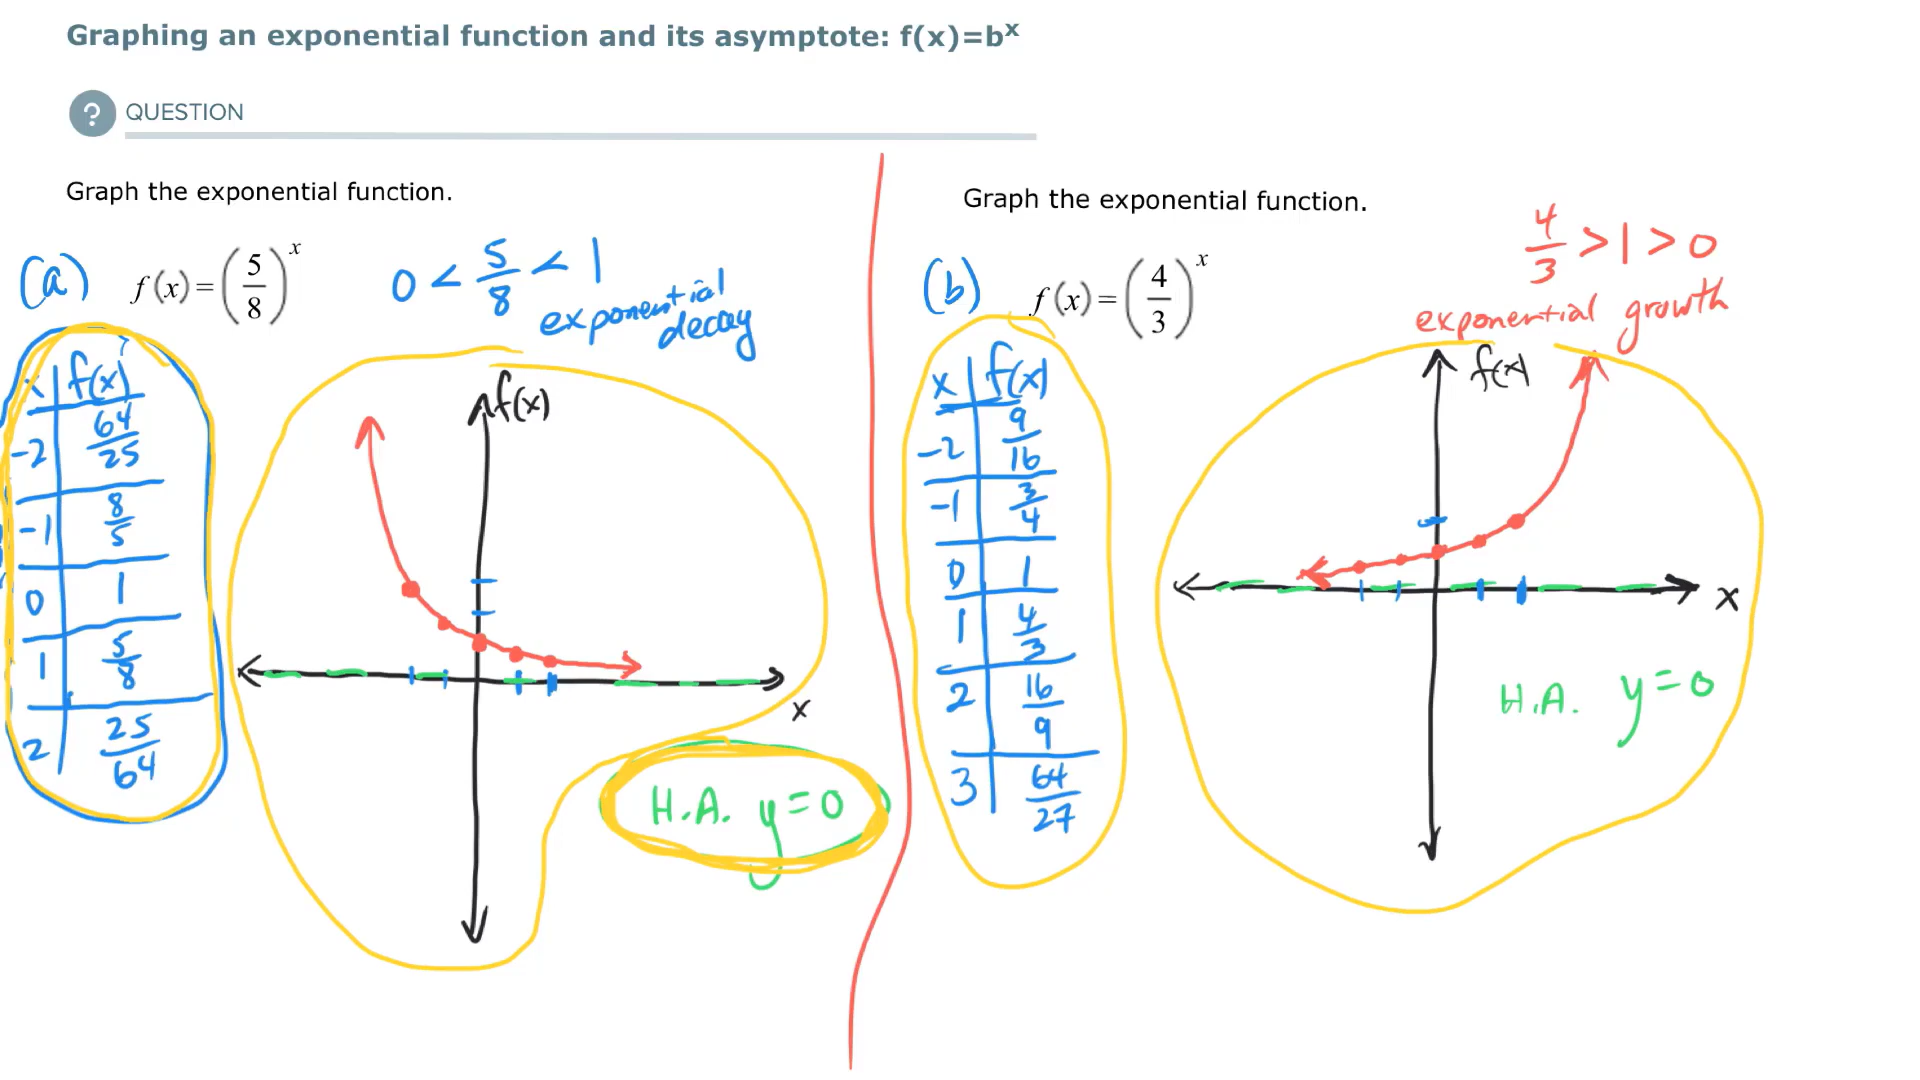 Graphing an exponential function and its asymptote: f(x)=b^x
? QUESTION
Graph the exponential function.
(a) f(x) = (5/8)^x
0 < 5/8 < 1
exponential
decay
x | f(x)
-2 | 64/25
-1 | 8/5
0 | 1
1 | 5/8
2 | 25/64
f(x)
x
H.A. y=0
Graph the exponential function.
(b) f(x) = (4/3)^x
4/3 > 1 > 0
exponential growth
x | f(x)
-2 | 9/16
-1 | 3/4
0 | 1
1 | 4/3
2 | 16/9
3 | 64/27
f(x)
x
H.A. y=0